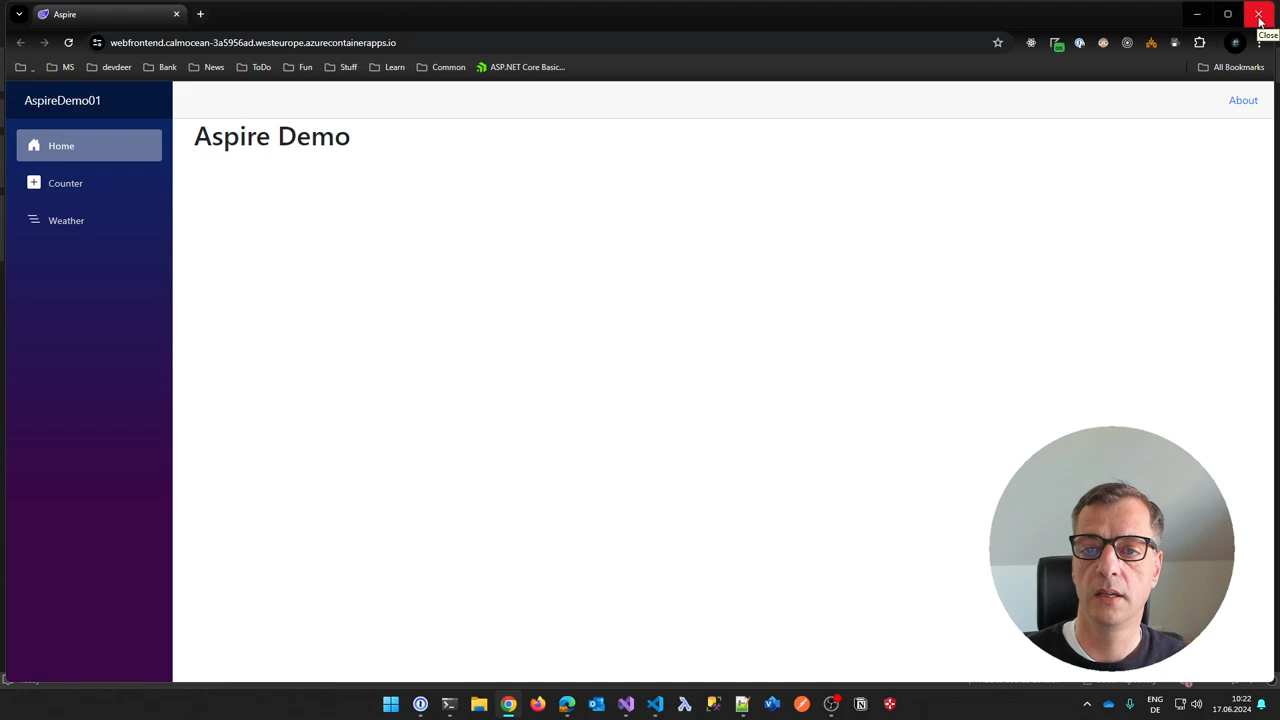 Aspire
webfrontend.calmocean-3a5956ad.westeurope.azurecontainerapps.io
Close
_ MS devdeer Bank News ToDo Fun Stuff Learn Common ASP.NET Core Basic... All Bookmarks
AspireDemo01
About
Aspire Demo
Home
Counter
Weather
ENG
DE
10:22
17.06.2024